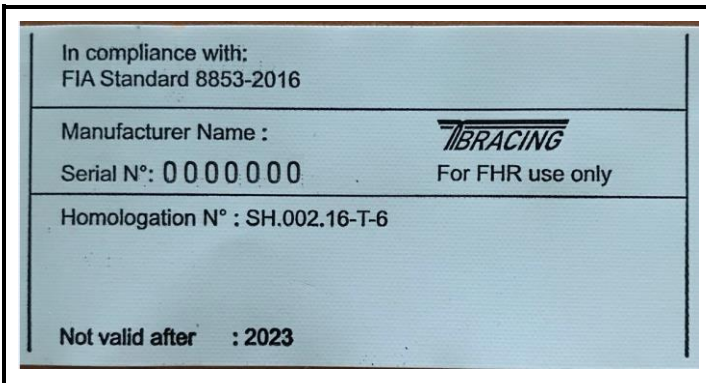 In compliance with:
FIA Standard 8853-2016
Manufacturer Name : TBRACING
Serial N°: 0000000 For FHR use only
Homologation N° : SH.002.16-T-6
Not valid after : 2023